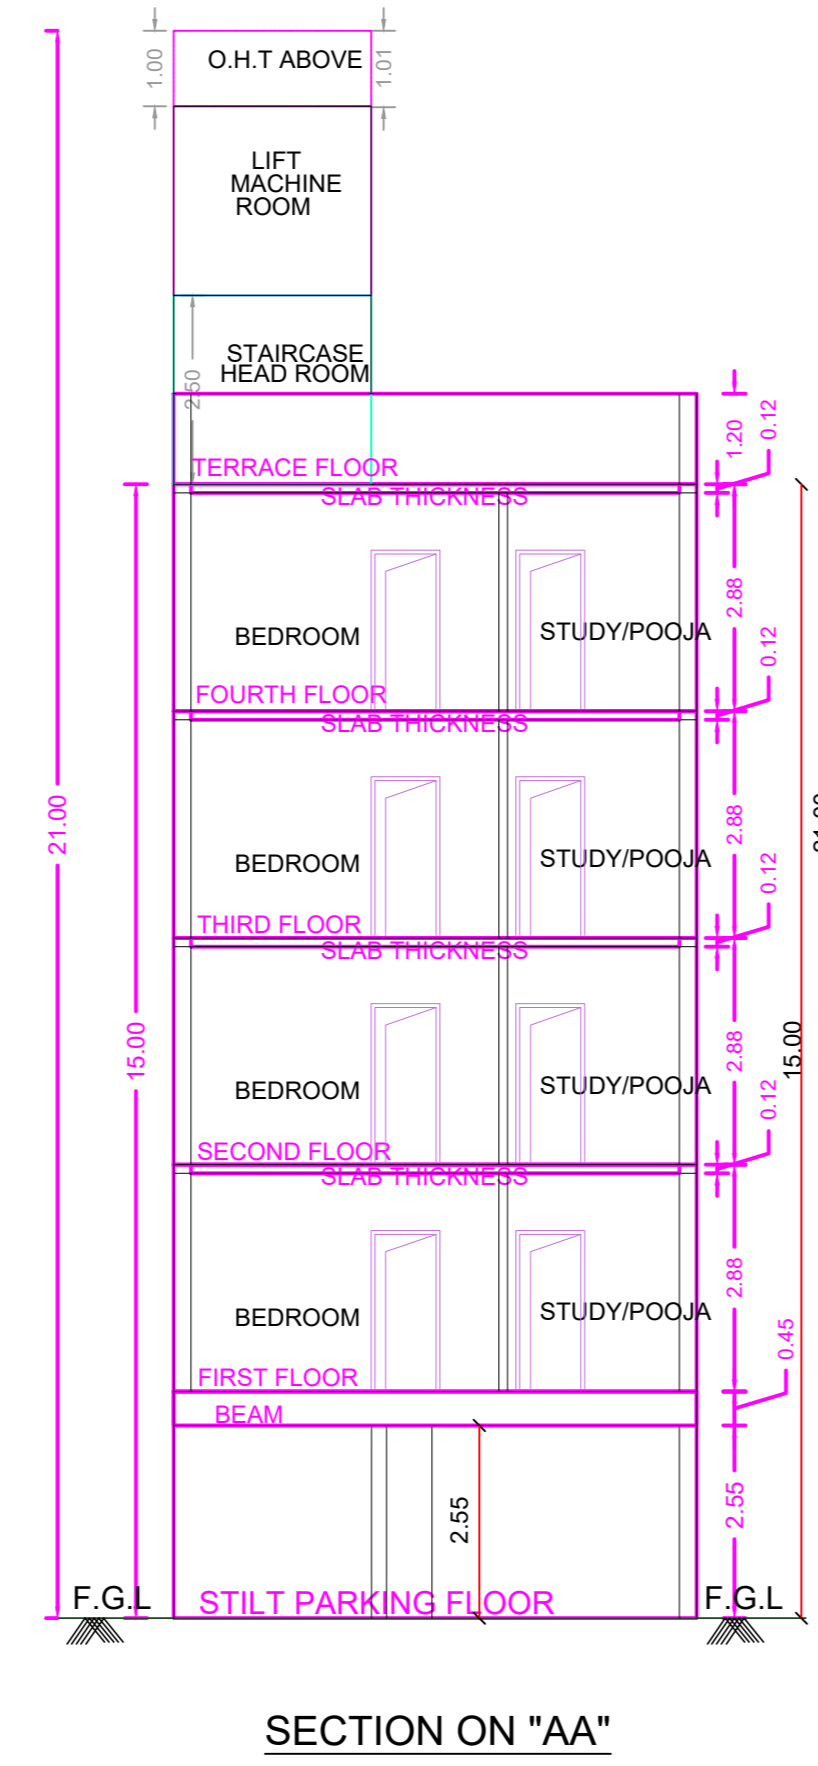 1.00
O.H.T ABOVE
1.01
LIFT
MACHINE
ROOM
STAIRCASE
HEAD ROOM
2.50
1.20
0.12
TERRACE FLOOR
SLAB THICKNESS
2.88
BEDROOM
STUDY/POOJA
0.12
FOURTH FLOOR
SLAB THICKNESS
21.00
2.88
BEDROOM
STUDY/POOJA
0.12
THIRD FLOOR
SLAB THICKNESS
15.00
2.88
15.00
BEDROOM
STUDY/POOJA
0.12
SECOND FLOOR
SLAB THICKNESS
2.88
BEDROOM
STUDY/POOJA
0.45
FIRST FLOOR
BEAM
2.55
2.55
F.G.L
STILT PARKING FLOOR
F.G.L
SECTION ON "AA"